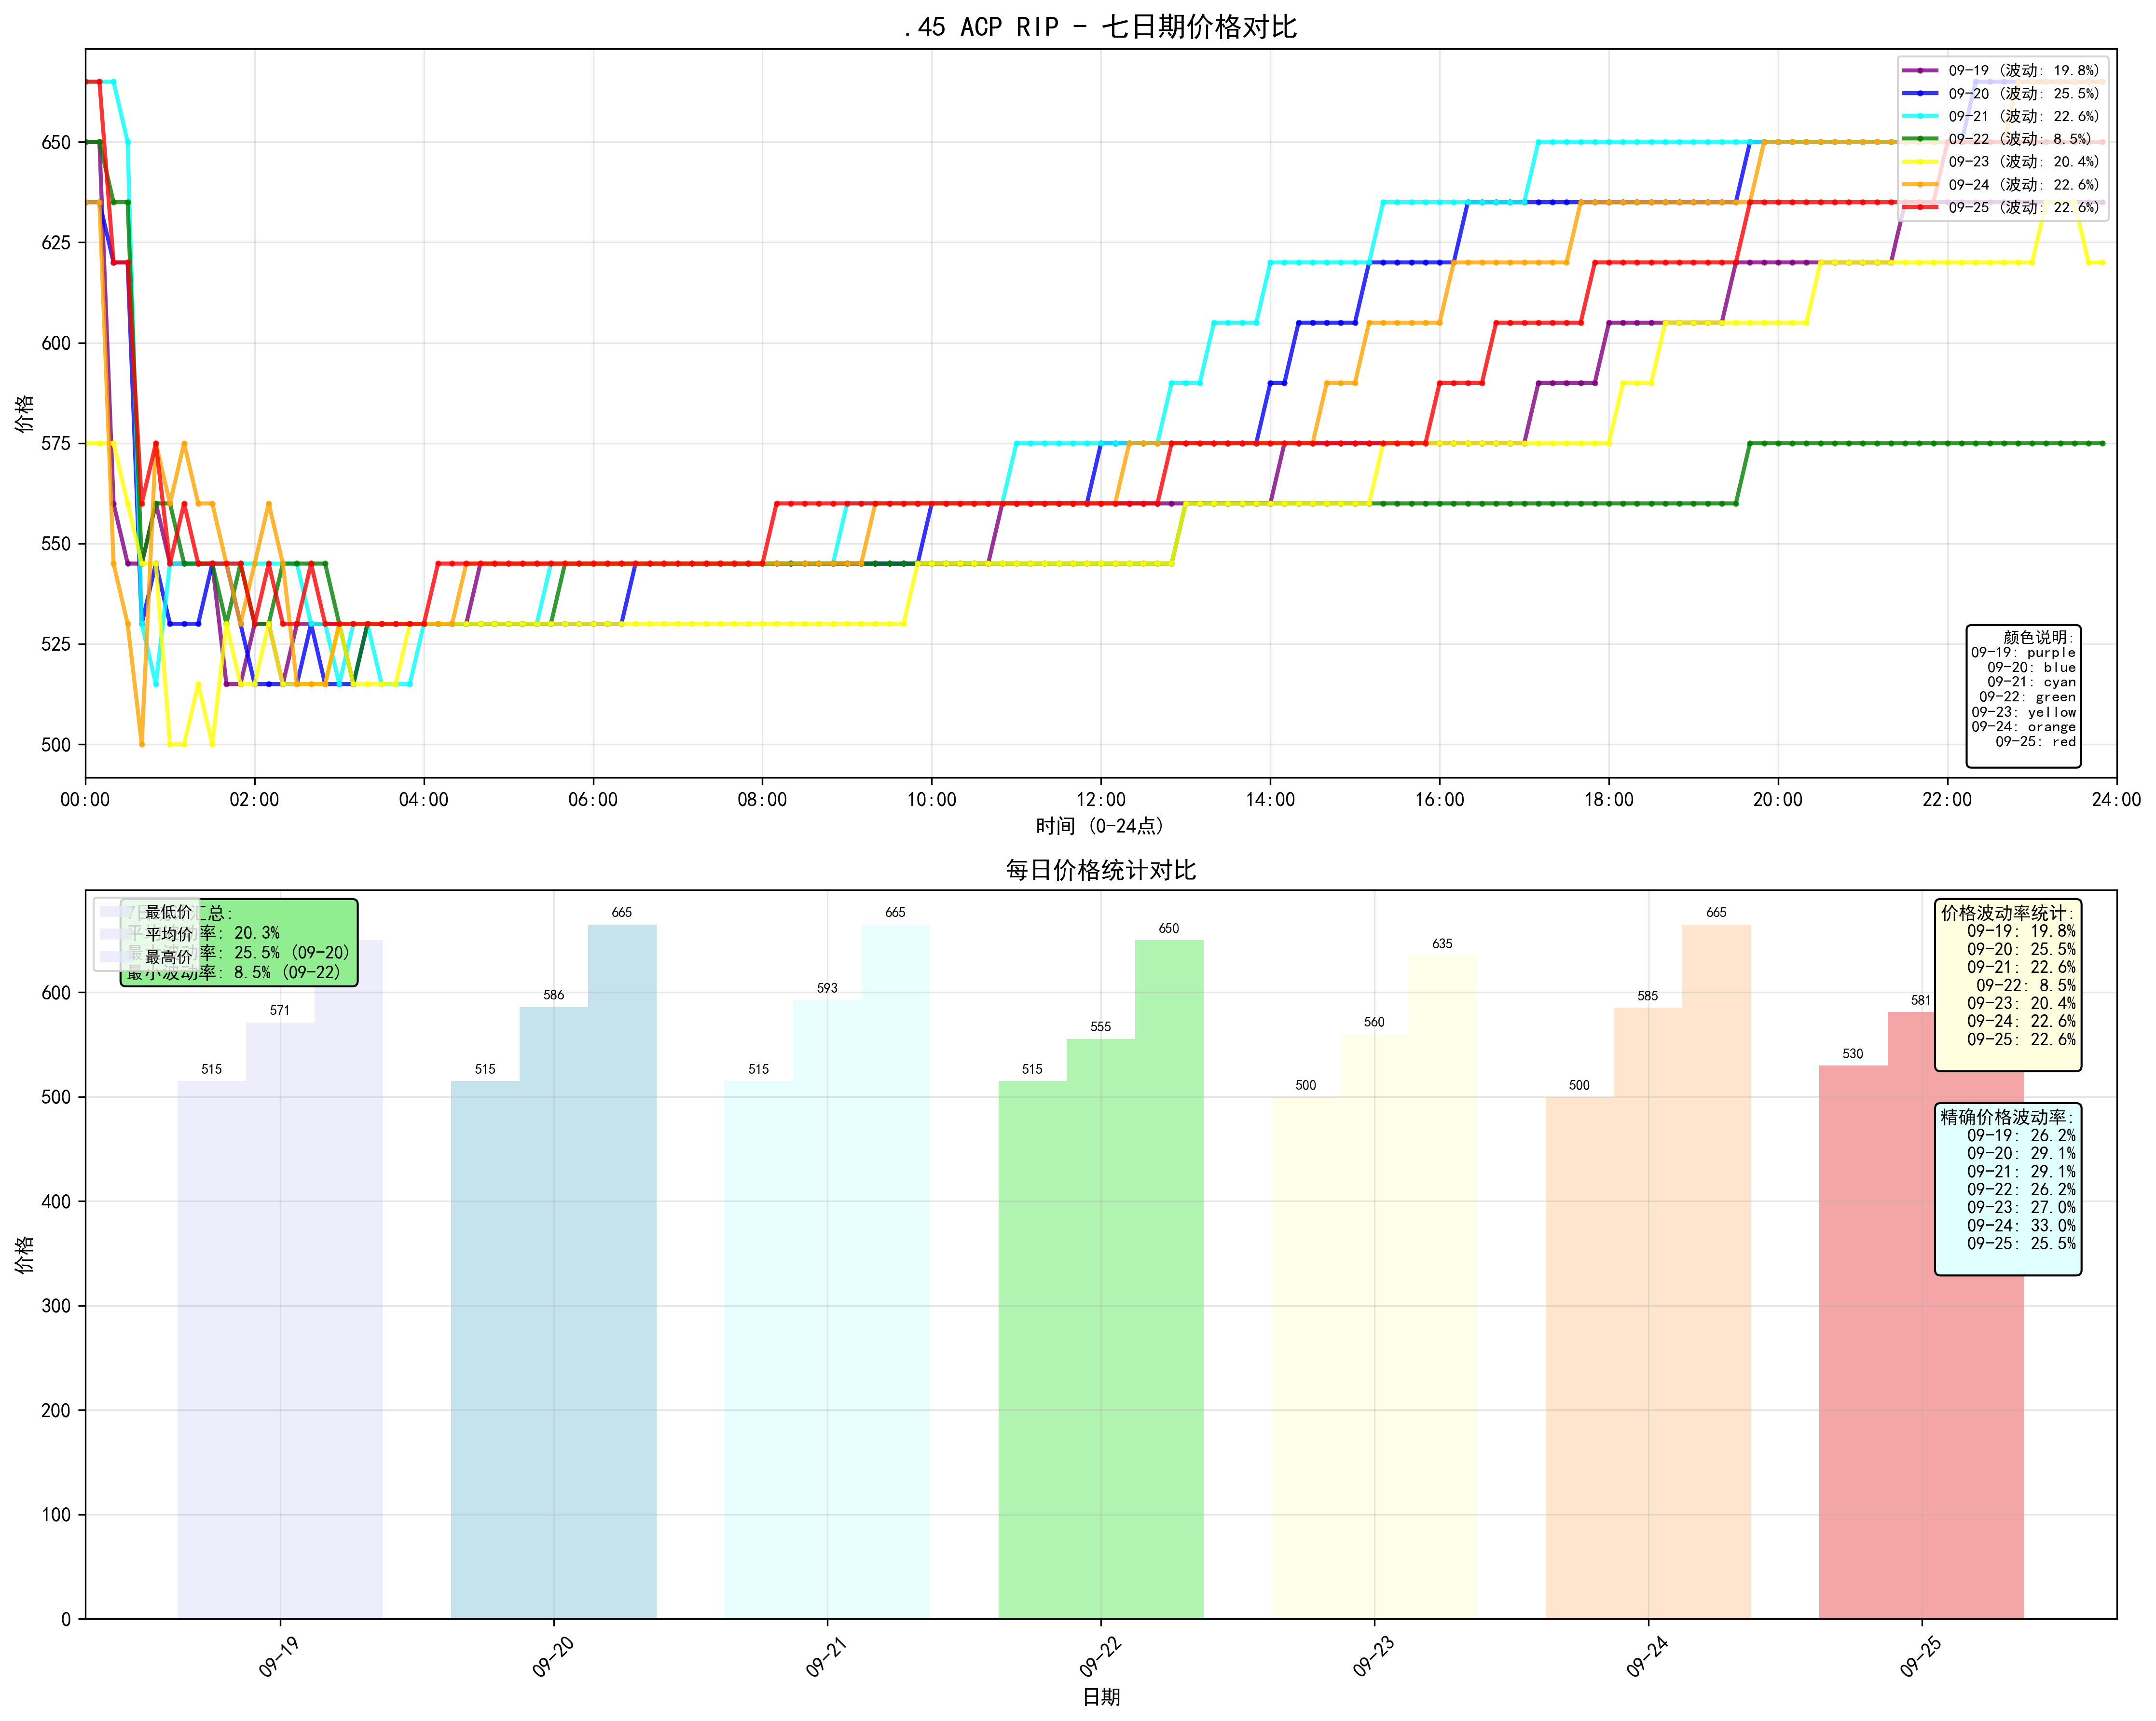 .45 ACP RIP - 七日期价格对比
价格
650
625
600
575
550
525
500
09-19 (波动: 19.8%)
09-20 (波动: 25.5%)
09-21 (波动: 22.6%)
09-22 (波动: 8.5%)
09-23 (波动: 20.4%)
09-24 (波动: 22.6%)
09-25 (波动: 22.6%)
颜色说明:
09-19: purple
09-20: blue
09-21: cyan
09-22: green
09-23: yellow
09-24: orange
09-25: red
00:00 02:00 04:00 06:00 08:00 10:00 12:00 14:00 16:00 18:00 20:00 22:00 24:00
时间 (0-24点)
每日价格统计对比
价格
600
500
400
300
200
100
0
最低价
平均价
最高价
汇总:
率: 20.3%
率: 25.5% (09-20)
最小波动率: 8.5% (09-22)
515 571
515 586 665
515 593 665
515 555 650
500 560 635
500 585 665
530 581
价格波动率统计:
09-19: 19.8%
09-20: 25.5%
09-21: 22.6%
09-22: 8.5%
09-23: 20.4%
09-24: 22.6%
09-25: 22.6%
精确价格波动率:
09-19: 26.2%
09-20: 29.1%
09-21: 29.1%
09-22: 26.2%
09-23: 27.0%
09-24: 33.0%
09-25: 25.5%
09-19 09-20 09-21 09-22 09-23 09-24 09-25
日期